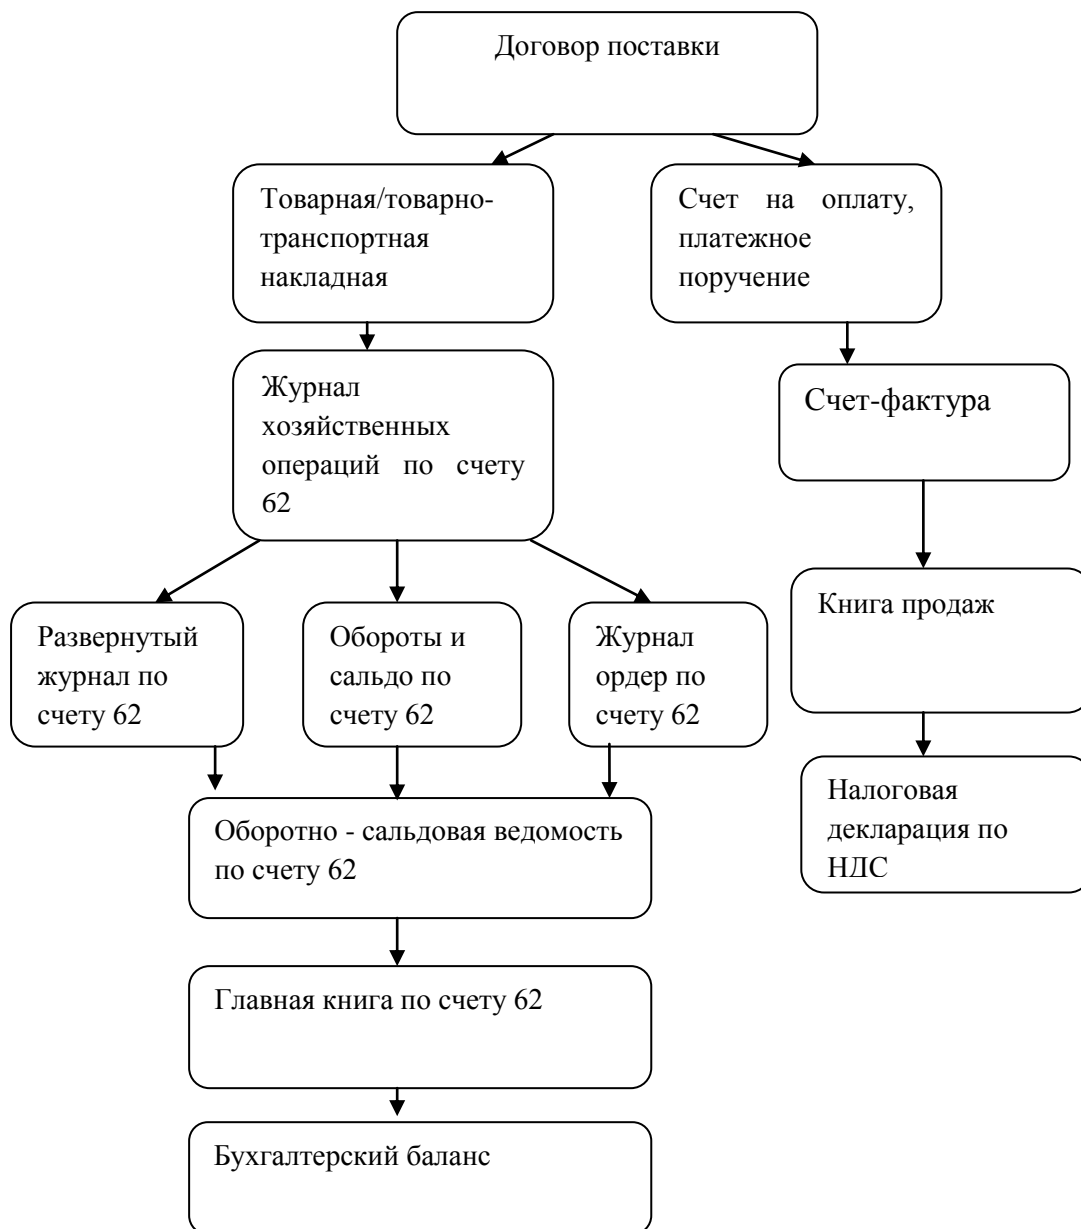 Договор поставки
Товарная/товарно-
транспортная
накладная
Счет на оплату,
платежное
поручение
Журнал
хозяйственных
операций по счету
62
Счет-фактура
Развернутый
журнал по
счету 62
Обороты и
сальдо по
счету 62
Журнал
ордер по
счету 62
Книга продаж
Оборотно - сальдовая ведомость
по счету 62
Налоговая
декларация по
НДС
Главная книга по счету 62
Бухгалтерский баланс